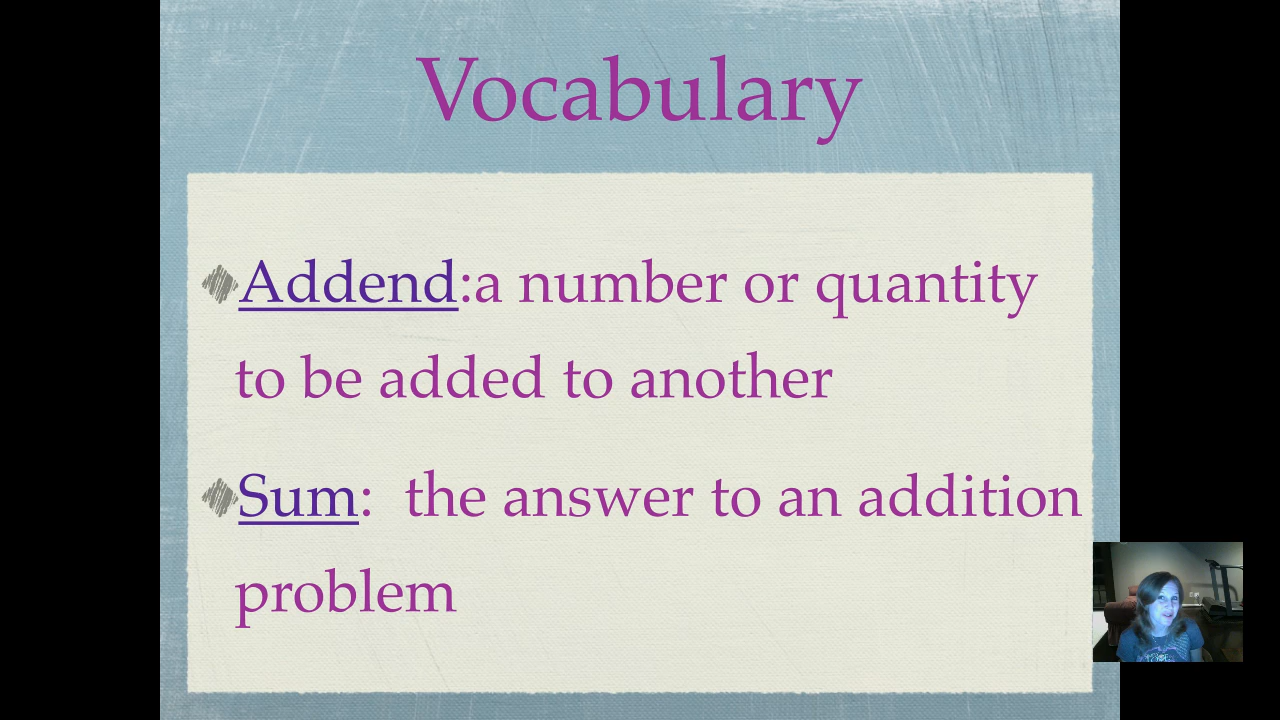 Vocabulary
Addend:a number or quantity
to be added to another
Sum:  the answer to an addition
problem